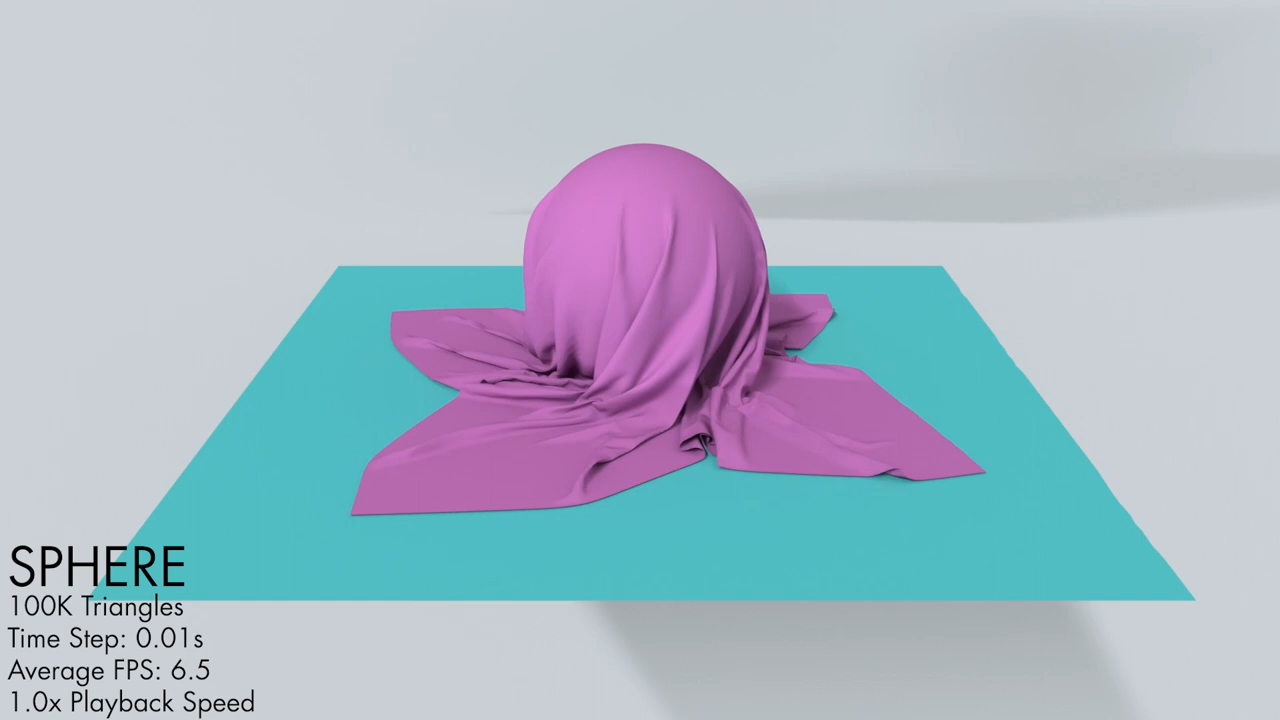 SPHERE
100K Triangles
Time Step: 0.01s
Average FPS: 6.5
1.0x Playback Speed